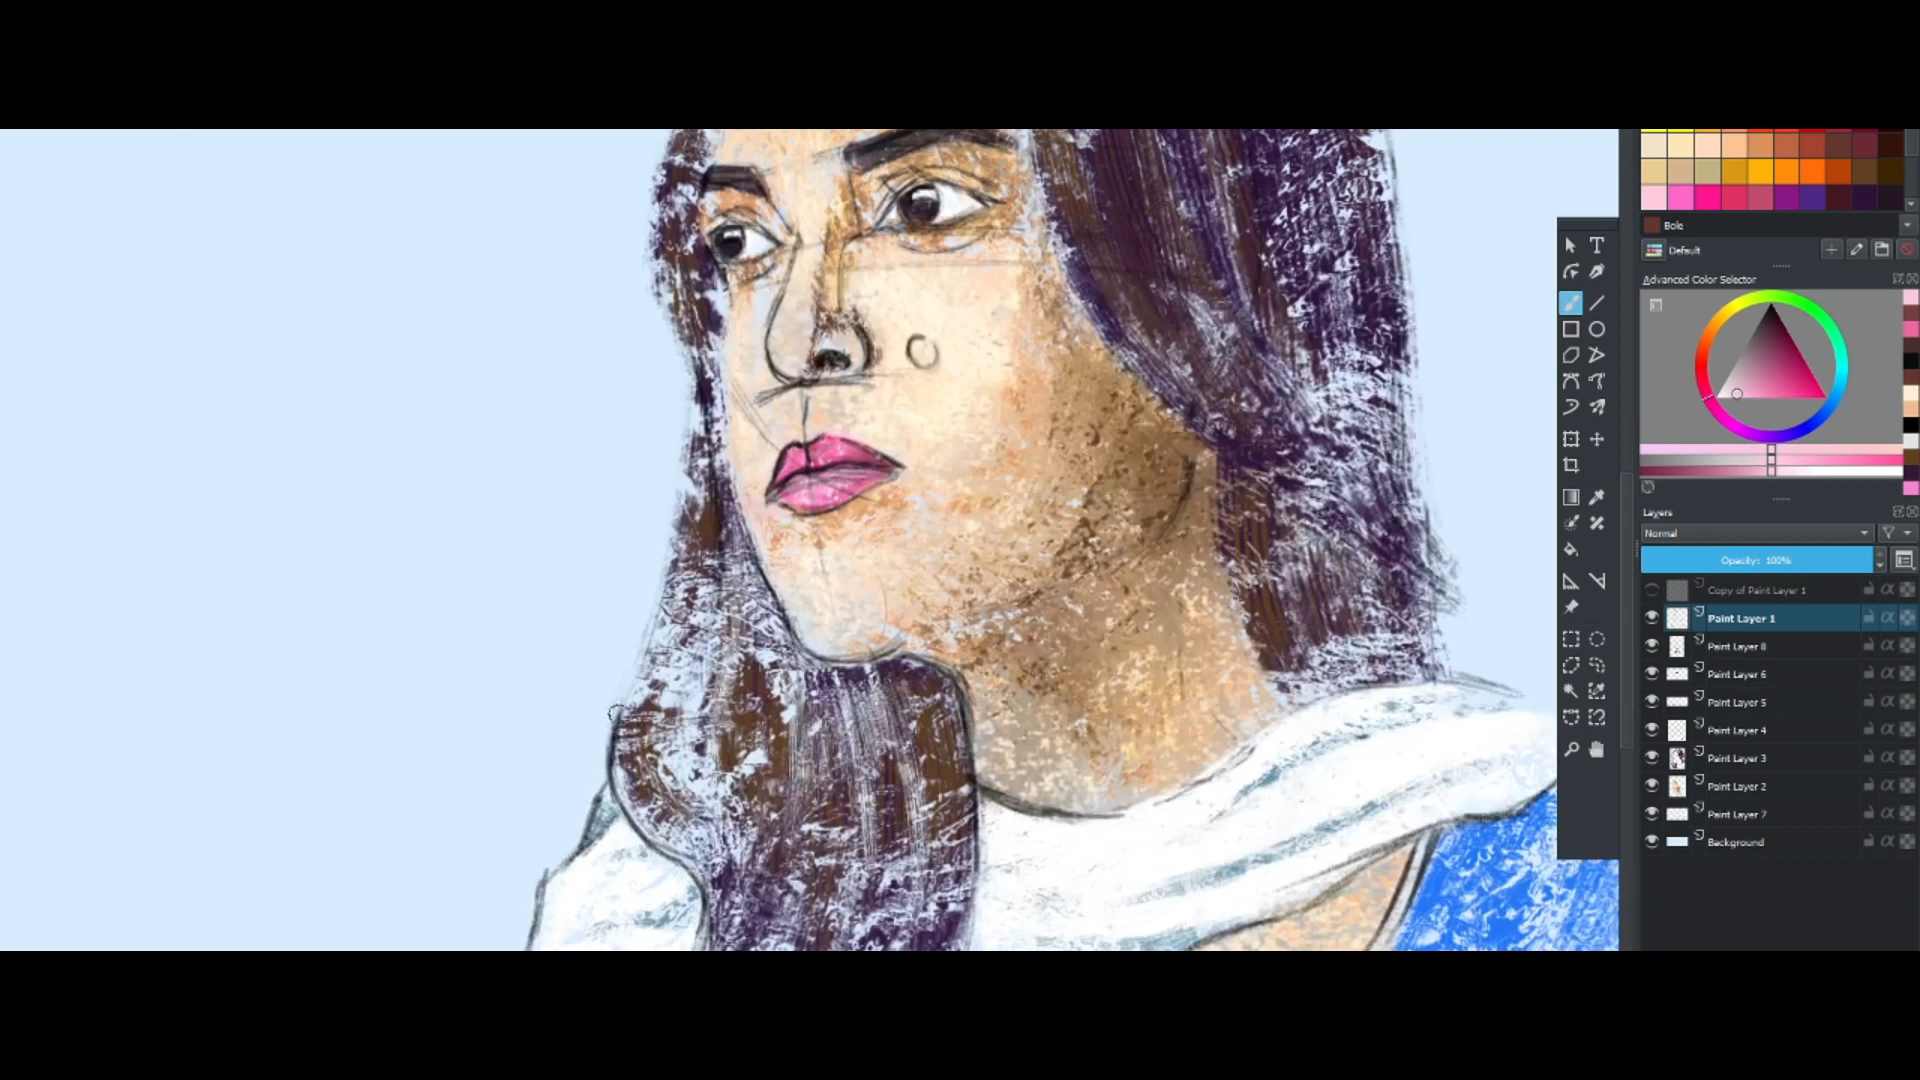 Bole
Default
Advanced Color Selector
Layers
Normal
Opacity: 100%
Copy of Paint Layer 1
Paint Layer 1
Paint Layer 8
Paint Layer 6
Paint Layer 5
Paint Layer 4
Paint Layer 3
Paint Layer 2
Paint Layer 7
Background